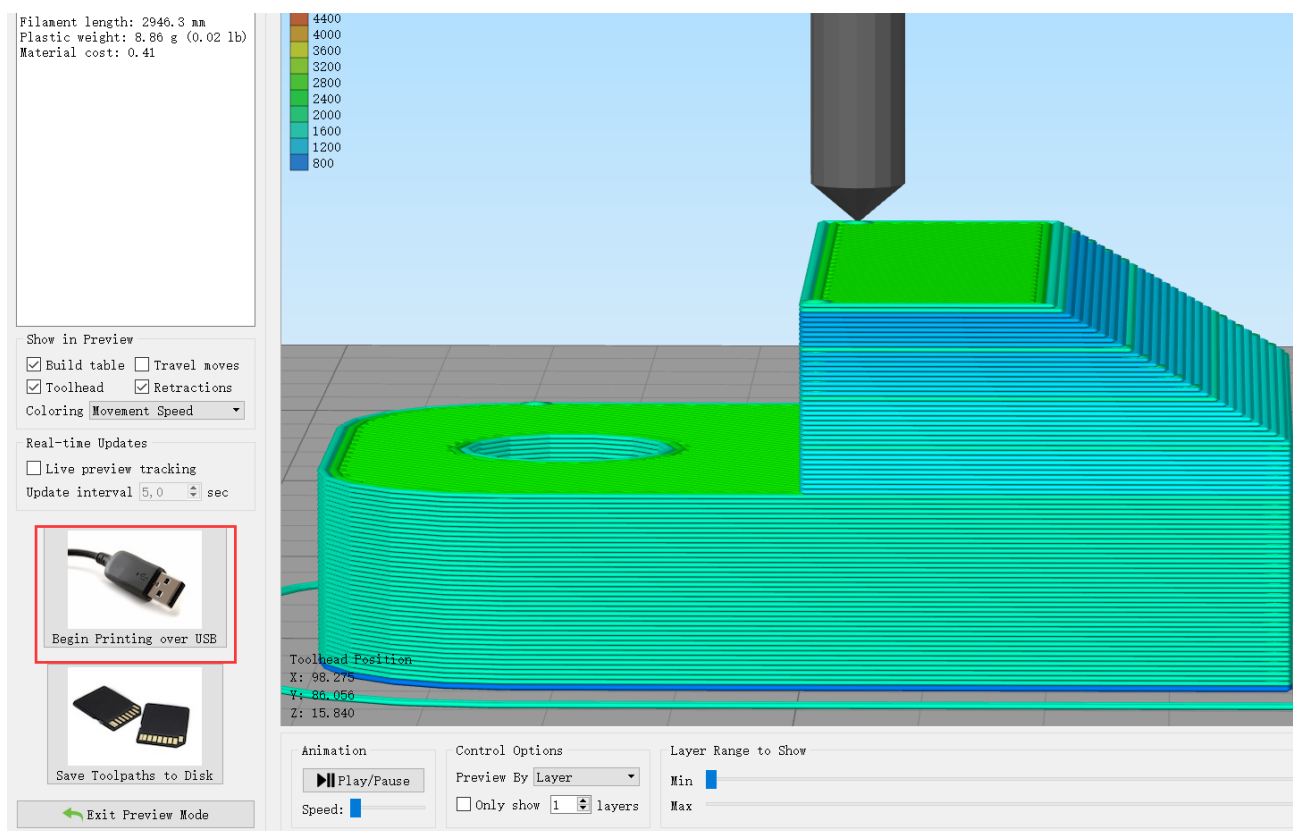 Filament length: 2946.3 mm
Plastic weight: 8.86 g (0.02 lb)
Material cost: 0.41
4400
4000
3600
3200
2800
2400
2000
1600
1200
800
Show in Preview
Build table
Travel moves
Toolhead
Retractions
Coloring Movement Speed
Real-time Updates
Live preview tracking
Update interval 5,0 sec
Begin Printing over USB
Save Toolpaths to Disk
Exit Preview Mode
Toolhead Position
X: 98.275
Y: 86.056
Z: 15.840
Animation
Play/Pause
Speed:
Control Options
Preview By Layer
Only show 1 layers
Layer Range to Show
Min
Max